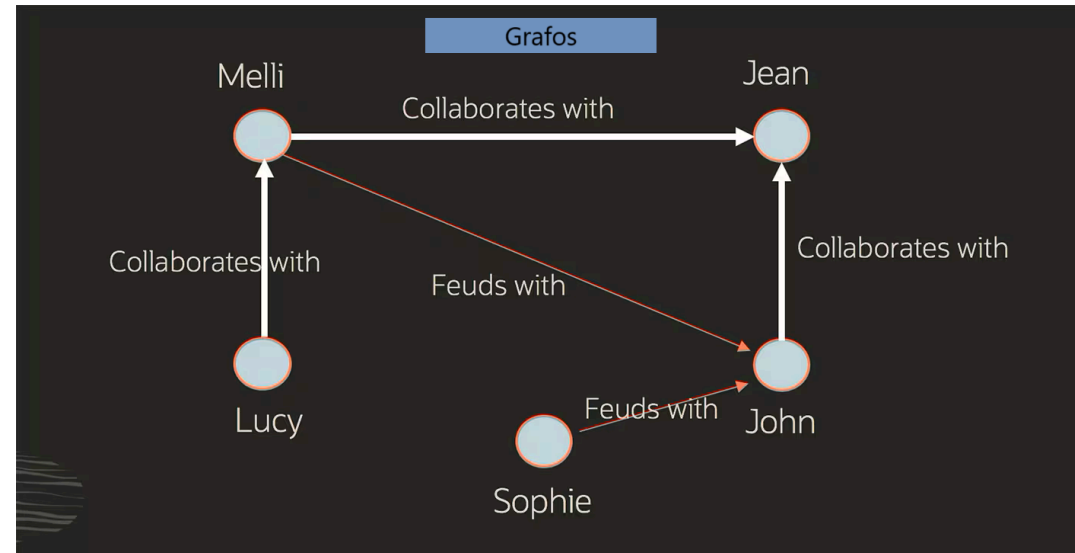 Grafos
Melli
Jean
Collaborates with
Collaborates with
Collaborates with
Feuds with
Feuds with
Lucy
John
Sophie